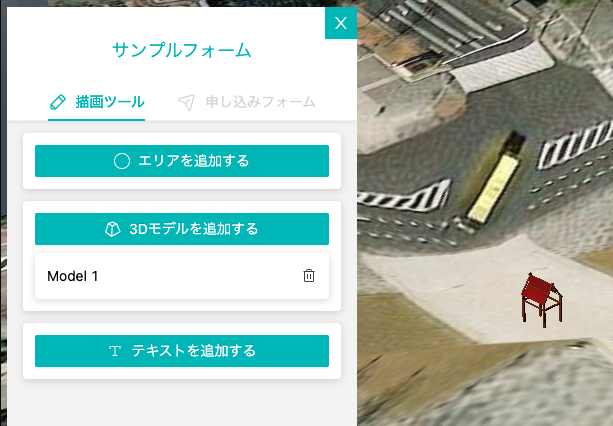 X
サンプルフォーム
描画ツール 申し込みフォーム
エリアを追加する
3Dモデルを追加する
Model 1
テキストを追加する